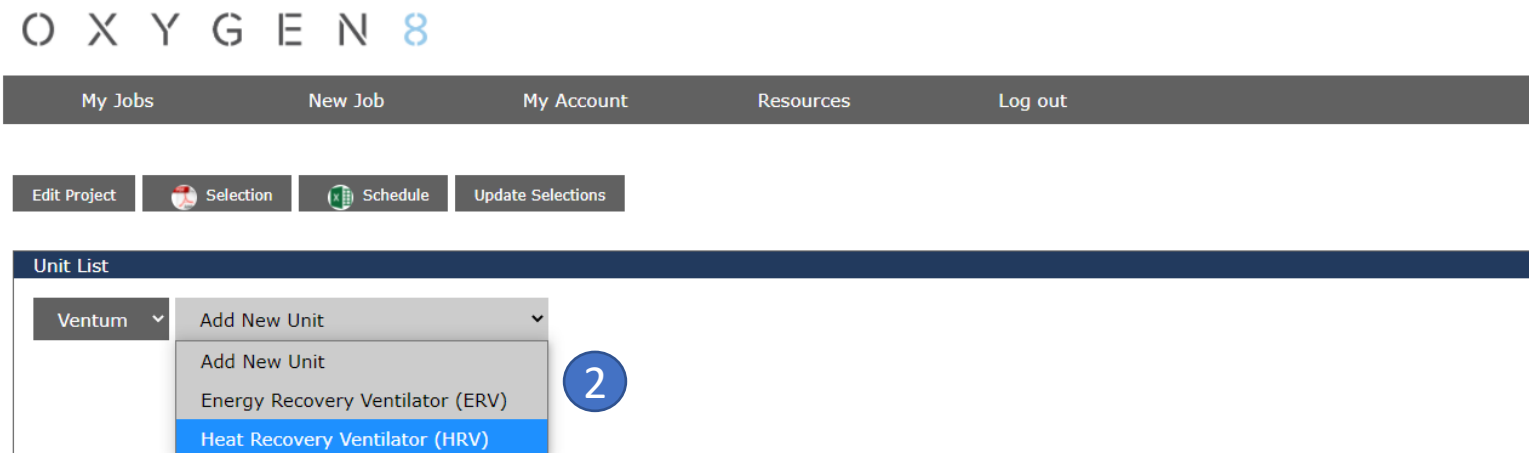 OXYGEN8
My Jobs New Job My Account Resources Log out
Edit Project Selection Schedule Update Selections
Unit List
Ventum Add New Unit
Add New Unit
Energy Recovery Ventilator (ERV)
2
Heat Recovery Ventilator (HRV)